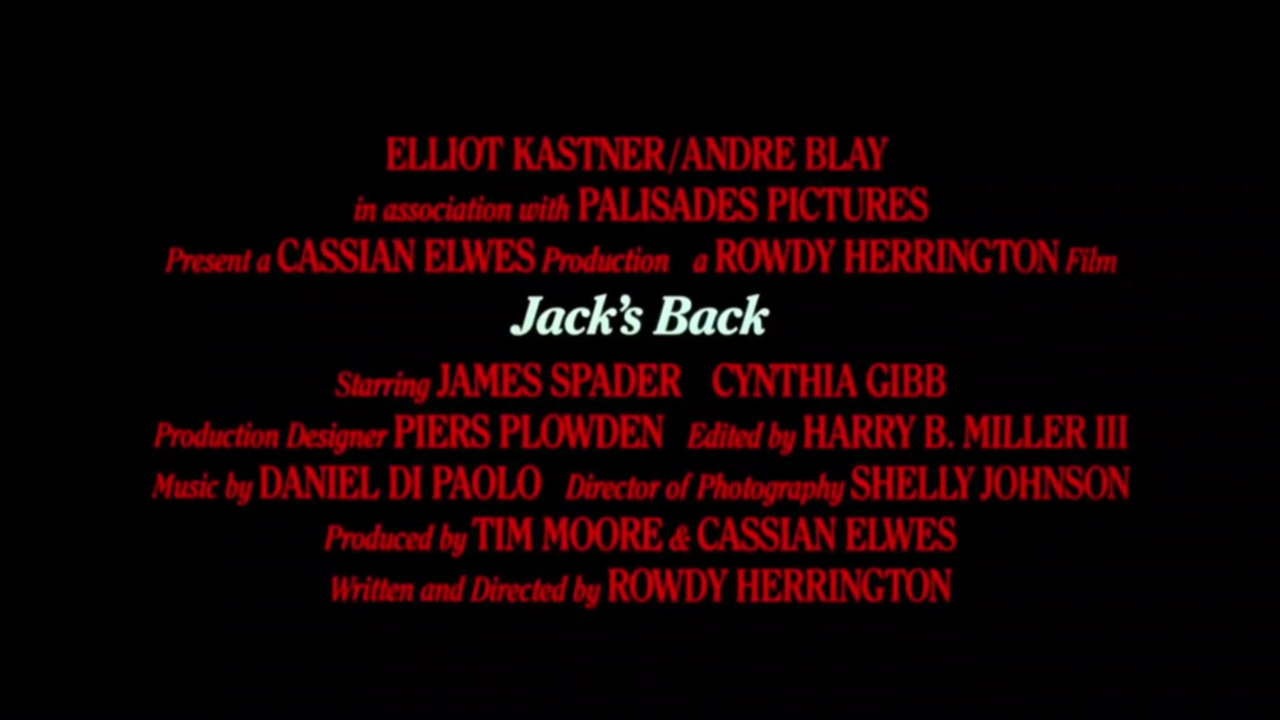 ELLIOT KASTNER/ANDRE BLAY
in association with PALISADES PICTURES
Present a CASSIAN ELWES Production a ROWDY HERRINGTON Film
Jack's Back
Starring JAMES SPADER CYNTHIA GIBB
Production Designer PIERS PLOWDEN Edited by HARRY B. MILLER III
Music by DANIEL DI PAOLO Director of Photography SHELLY JOHNSON
Produced by TIM MOORE & CASSIAN ELWES
Written and Directed by ROWDY HERRINGTON